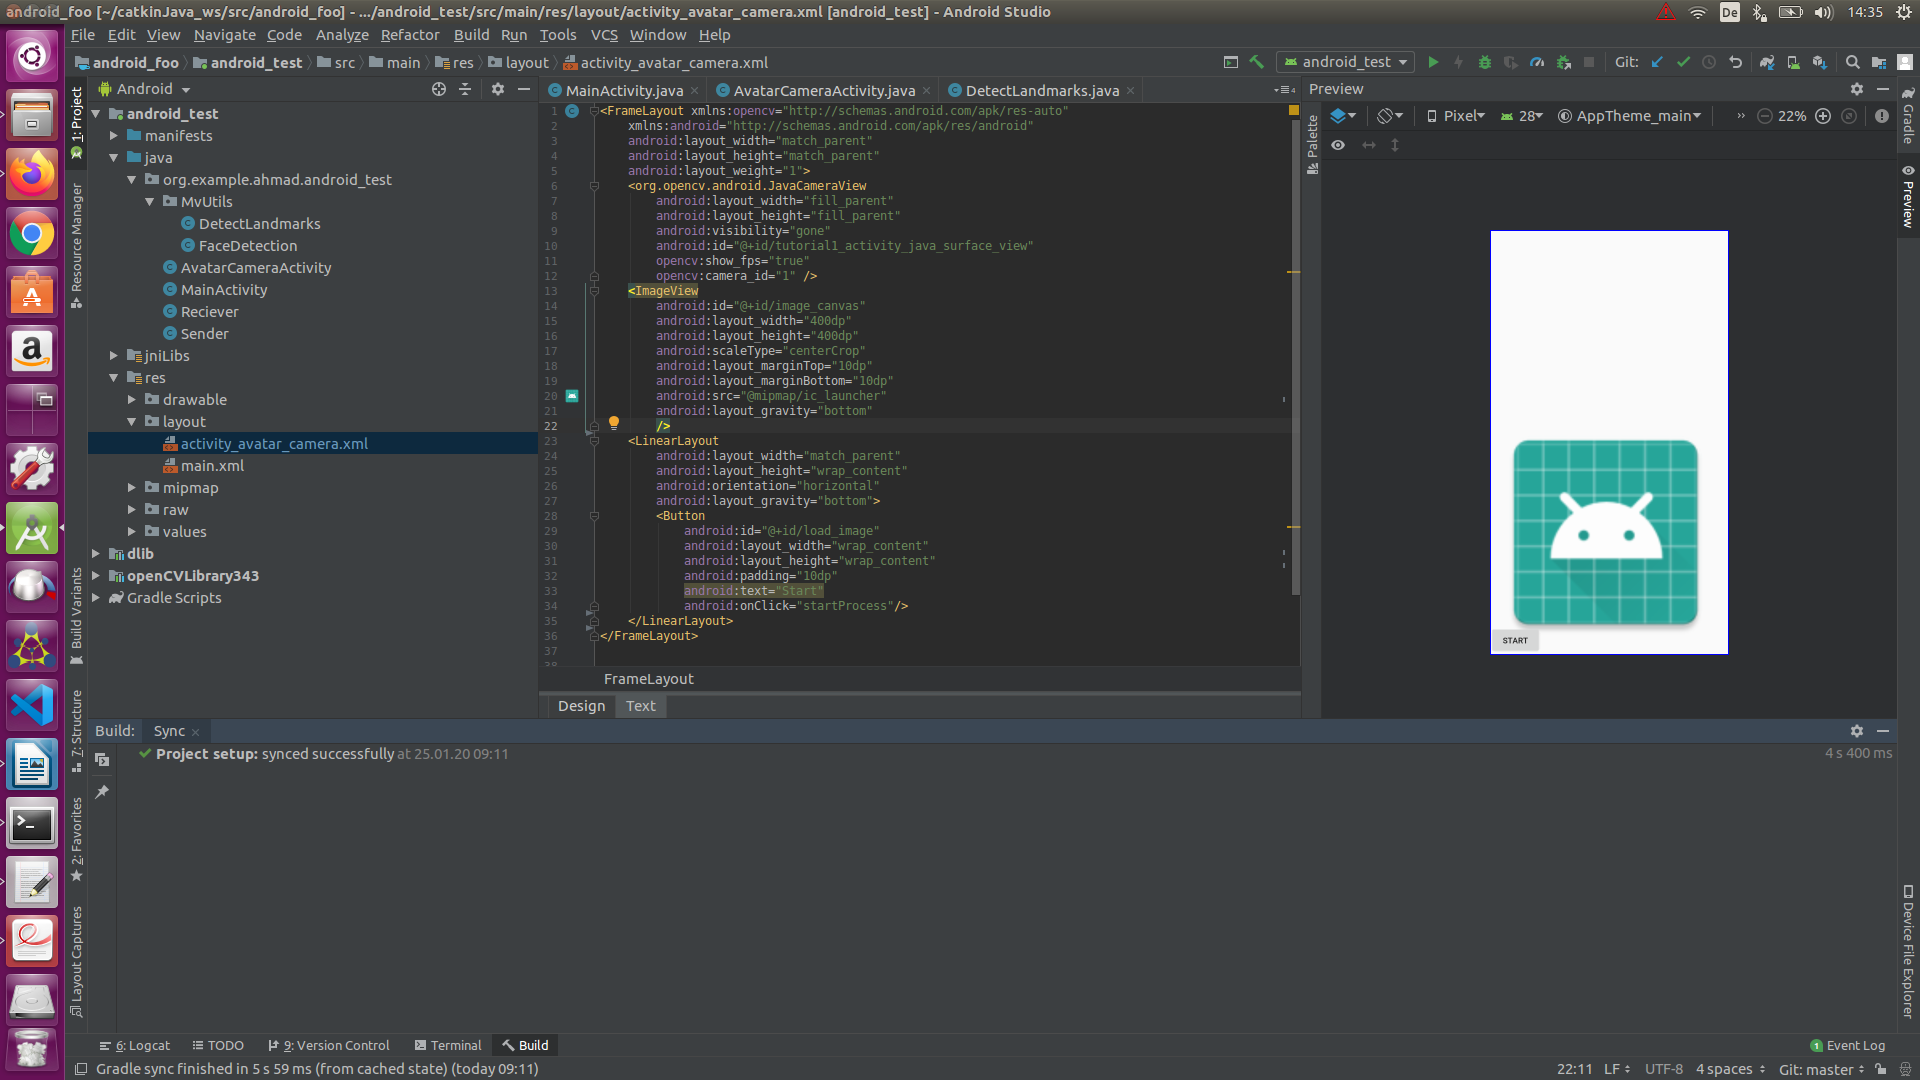 android_foo [~/catkinJava_ws/src/android_foo] - .../android_test/src/main/res/layout/activity_avatar_camera.xml [android_test] - Android Studio
De
14:35
File Edit View Navigate Code Analyze Refactor Build Run Tools VCS Window Help
android_foo android_test src main res layout activity_avatar_camera.xml
android_test
Git:
Android
MainActivity.java
AvatarCameraActivity.java
DetectLandmarks.java
Preview
Pixel 28 AppTheme_main 22%
1: Project
Resource Manager
Build Variants
7: Structure
2: Favorites
Layout Captures
android_test
manifests
java
org.example.ahmad.android_test
MvUtils
DetectLandmarks
FaceDetection
AvatarCameraActivity
MainActivity
Reciever
Sender
jniLibs
res
drawable
layout
activity_avatar_camera.xml
main.xml
mipmap
raw
values
dlib
openCVLibrary343
Gradle Scripts
1 <FrameLayout xmlns:opencv="http://schemas.android.com/apk/res-auto"
2 xmlns:android="http://schemas.android.com/apk/res/android"
3 android:layout_width="match_parent"
4 android:layout_height="match_parent"
5 android:layout_weight="1">
6 <org.opencv.android.JavaCameraView
7 android:layout_width="fill_parent"
8 android:layout_height="fill_parent"
9 android:visibility="gone"
10 android:id="@+id/tutorial1_activity_java_surface_view"
11 opencv:show_fps="true"
12 opencv:camera_id="1" />
13 <ImageView
14 android:id="@+id/image_canvas"
15 android:layout_width="400dp"
16 android:layout_height="400dp"
17 android:scaleType="centerCrop"
18 android:layout_marginTop="10dp"
19 android:layout_marginBottom="10dp"
20 android:src="@mipmap/ic_launcher"
21 android:layout_gravity="bottom"
22 />
23 <LinearLayout
24 android:layout_width="match_parent"
25 android:layout_height="wrap_content"
26 android:orientation="horizontal"
27 android:layout_gravity="bottom">
28 <Button
29 android:id="@+id/load_image"
30 android:layout_width="wrap_content"
31 android:layout_height="wrap_content"
32 android:padding="10dp"
33 android:text="Start"
34 android:onClick="startProcess"/>
35 </LinearLayout>
36 </FrameLayout>
37
38
FrameLayout
Design Text
Palette
START
Gradle
Preview
Device File Explorer
Build: Sync
Project setup: synced successfully at 25.01.20 09:11
4 s 400 ms
6: Logcat
TODO
9: Version Control
Terminal
Build
1 Event Log
Gradle sync finished in 5 s 59 ms (from cached state) (today 09:11)
22:11 LF UTF-8 4 spaces Git: master